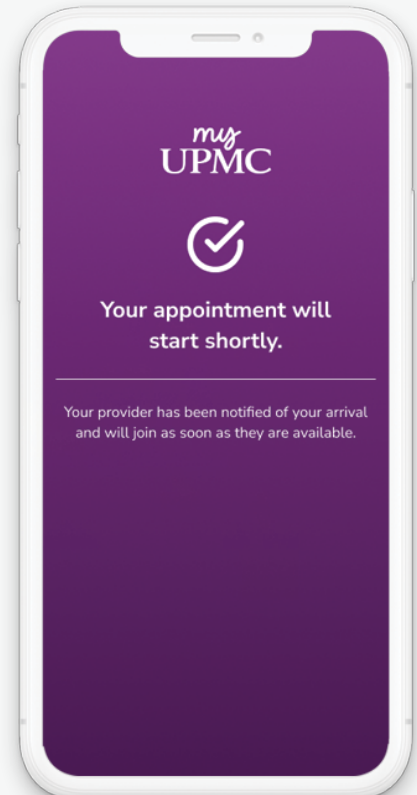 my
UPMC
Your appointment will
start shortly.
Your provider has been notified of your arrival
and will join as soon as they are available.